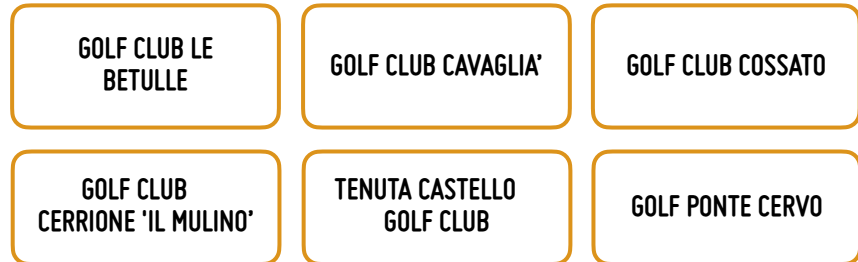 GOLF CLUB LE
BETULLE
GOLF CLUB CAVAGLIA’
GOLF CLUB COSSATO
GOLF CLUB
CERRIONE 'IL MULINO’
TENUTA CASTELLO
GOLF CLUB
GOLF PONTE CERVO